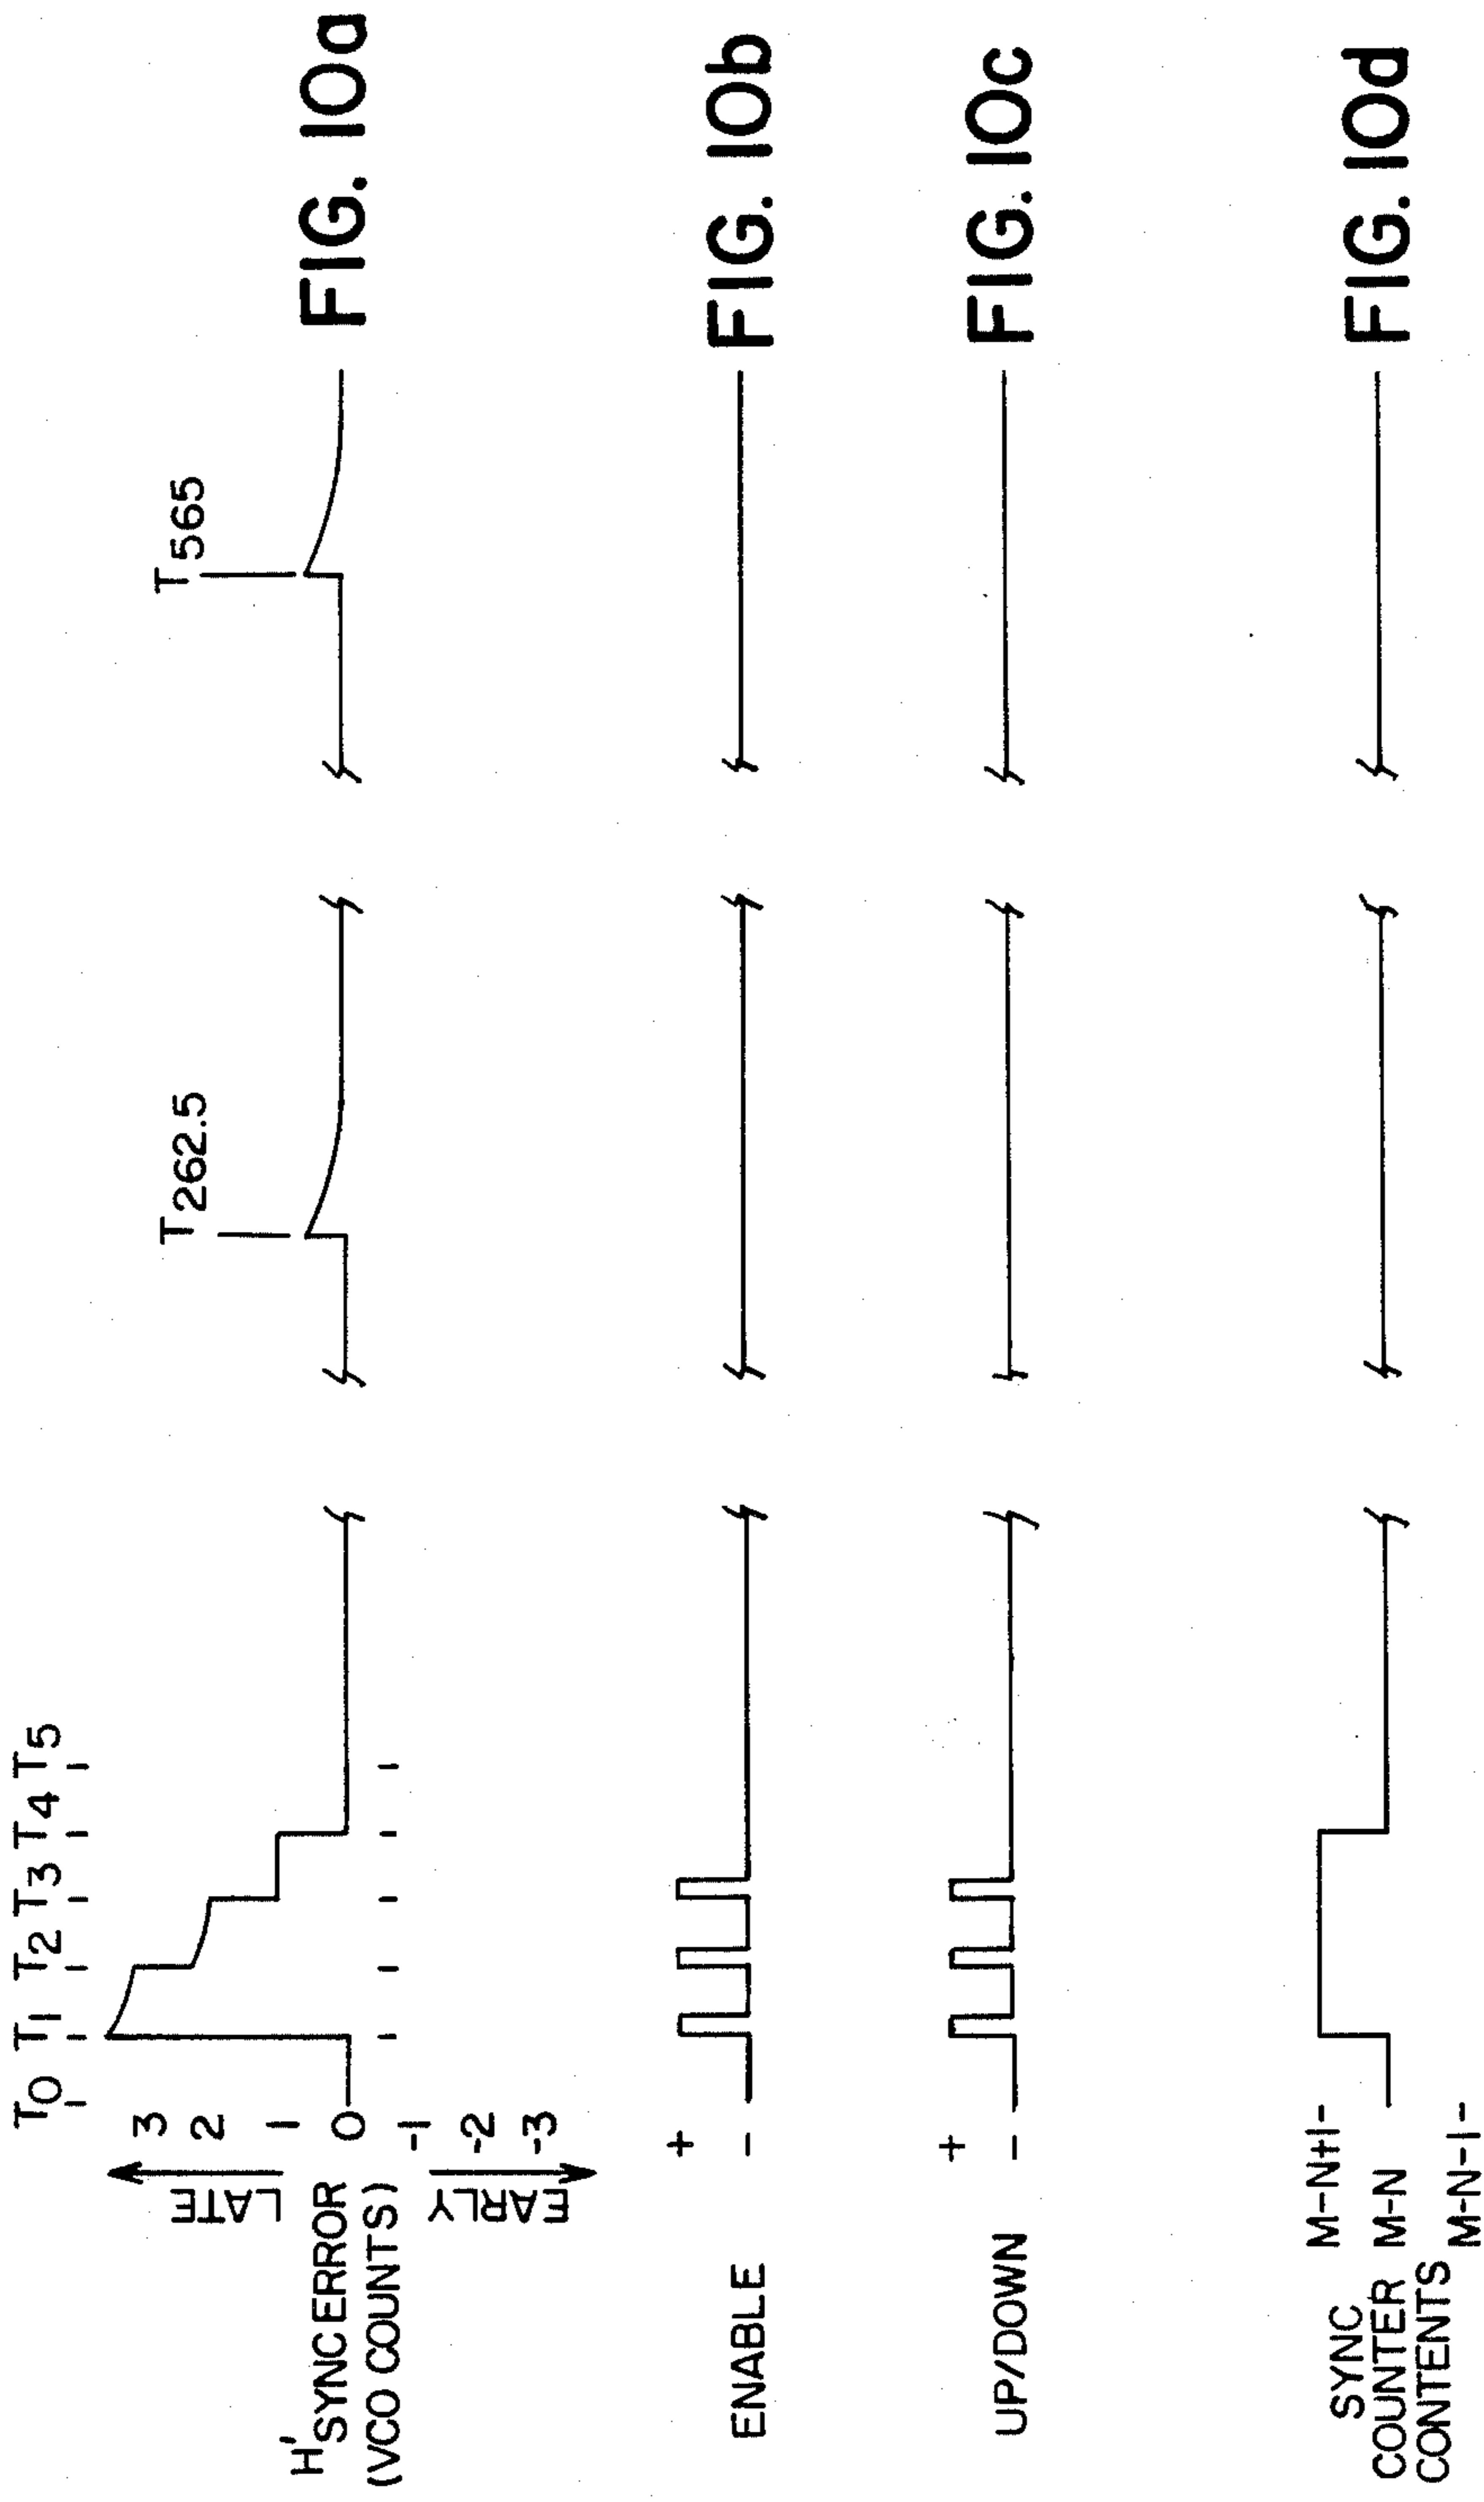 T0 T1 T2 T3 T4 T5
T262.5
T565
LATE
3
2
1
0
-1
-2
-3
EARLY
H'SYNC ERROR
(VCO COUNTS)
FIG. 10a
+
-
ENABLE
FIG. 10b
+
-
UP/DOWN
FIG. 10c
M-N+1-
M-N
M-N-1-
SYNC
COUNTER
CONTENTS
FIG. 10d